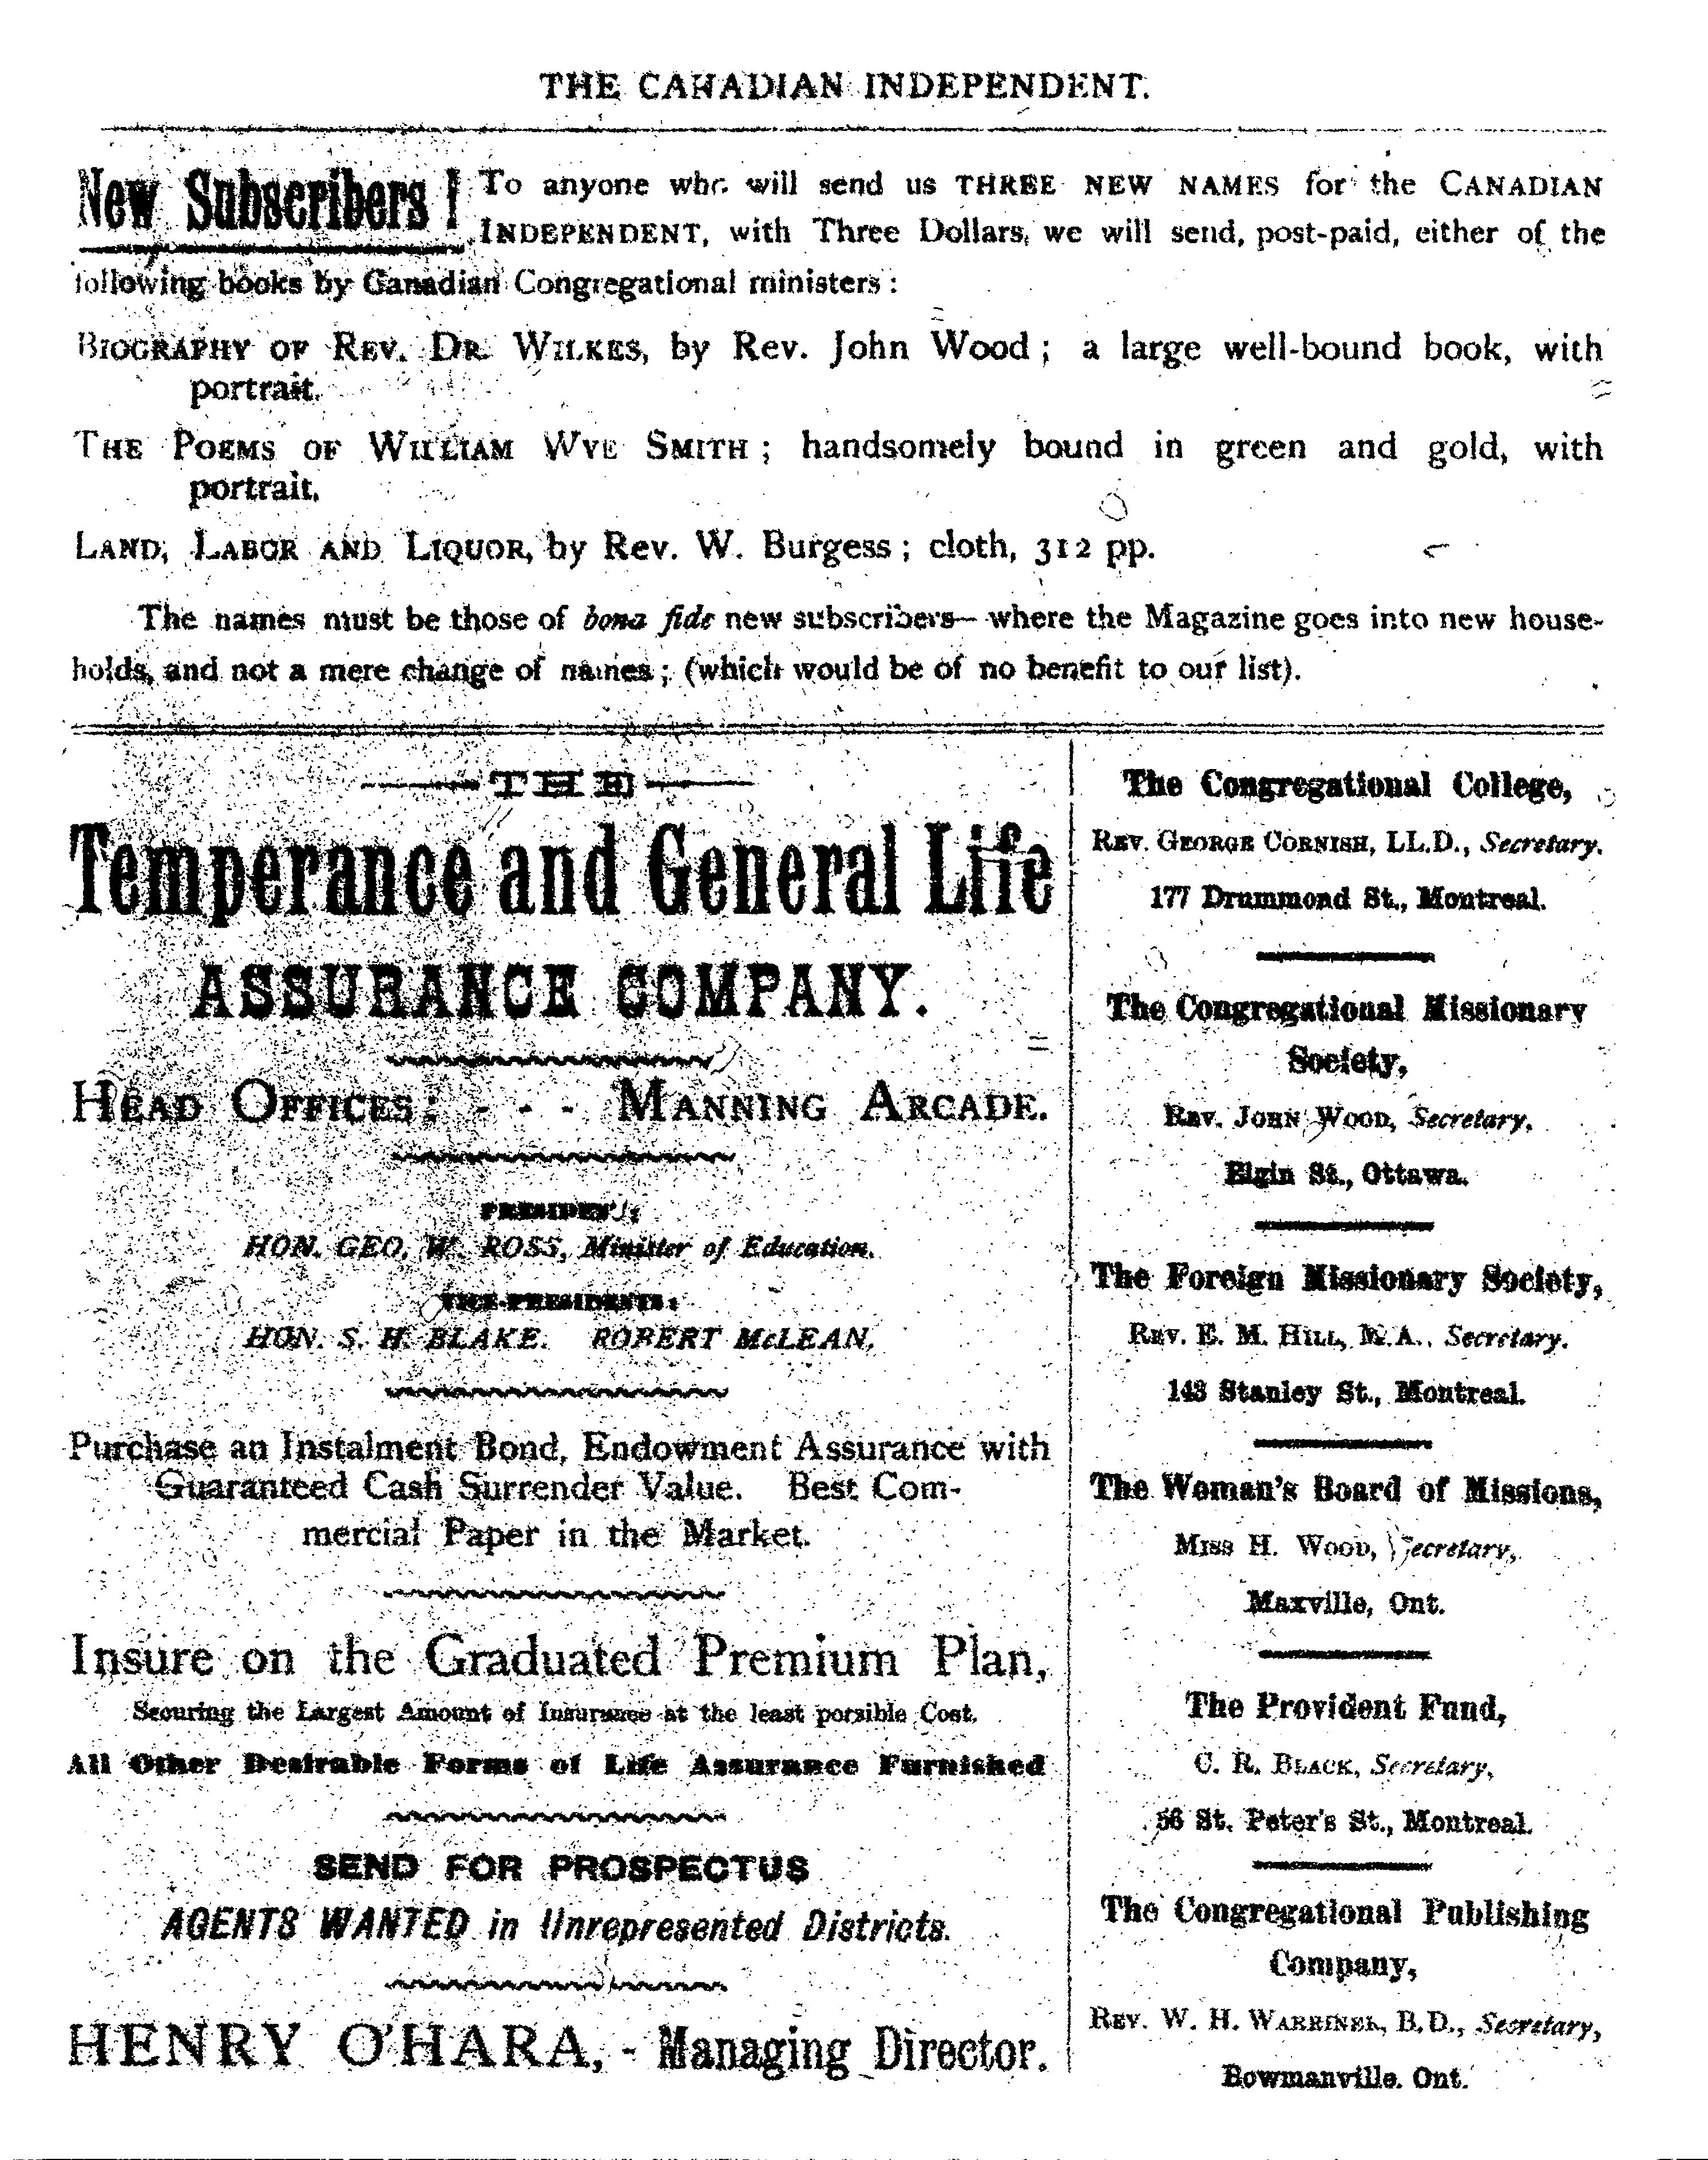 THE CANADIAN INDEPENDENT.
New Subscribers! To anyone who will send us THREE NEW NAMES for the CANADIAN
INDEPENDENT, with Three Dollars, we will send, post-paid, either of the
following books by Canadian Congregational ministers:
BIOGRAPHY OF REV. DR. WILKES, by Rev. John Wood; a large well-bound book, with
portrait.
THE POEMS OF WILLIAM WYE SMITH; handsomely bound in green and gold, with
portrait.
LAND, LABOR AND LIQUOR, by Rev. W. Burgess; cloth, 312 pp.
The names must be those of bona fide new subscribers—where the Magazine goes into new house-
holds, and not a mere change of names; (which would be of no benefit to our list).
THE
Temperance and General Life
ASSURANCE COMPANY.
HEAD OFFICES: - - - MANNING ARCADE.
PRESIDENT:
HON. GEO. W. ROSS, Minister of Education.
VICE-PRESIDENTS:
HON. S. H. BLAKE. ROBERT McLEAN.
Purchase an Instalment Bond, Endowment Assurance with
Guaranteed Cash Surrender Value. Best Com-
mercial Paper in the Market.
Insure on the Graduated Premium Plan,
Securing the Largest Amount of Insurance at the least possible Cost.
All Other Desirable Forms of Life Assurance Furnished
SEND FOR PROSPECTUS
AGENTS WANTED in Unrepresented Districts.
HENRY O'HARA, - Managing Director.
The Congregational College,
REV. GEORGE CORNISH, LL.D., Secretary.
177 Drummond St., Montreal.
The Congregational Missionary
Society,
REV. JOHN WOOD, Secretary,
Elgin St., Ottawa.
The Foreign Missionary Society,
REV. E. M. HILL, M.A., Secretary.
143 Stanley St., Montreal.
The Woman's Board of Missions,
MISS H. WOOD, Secretary,
Maxville, Ont.
The Provident Fund,
C. R. BLACK, Secretary,
56 St. Peter's St., Montreal.
The Congregational Publishing
Company,
REV. W. H. WARRINER, B.D., Secretary,
Bowmanville. Ont.